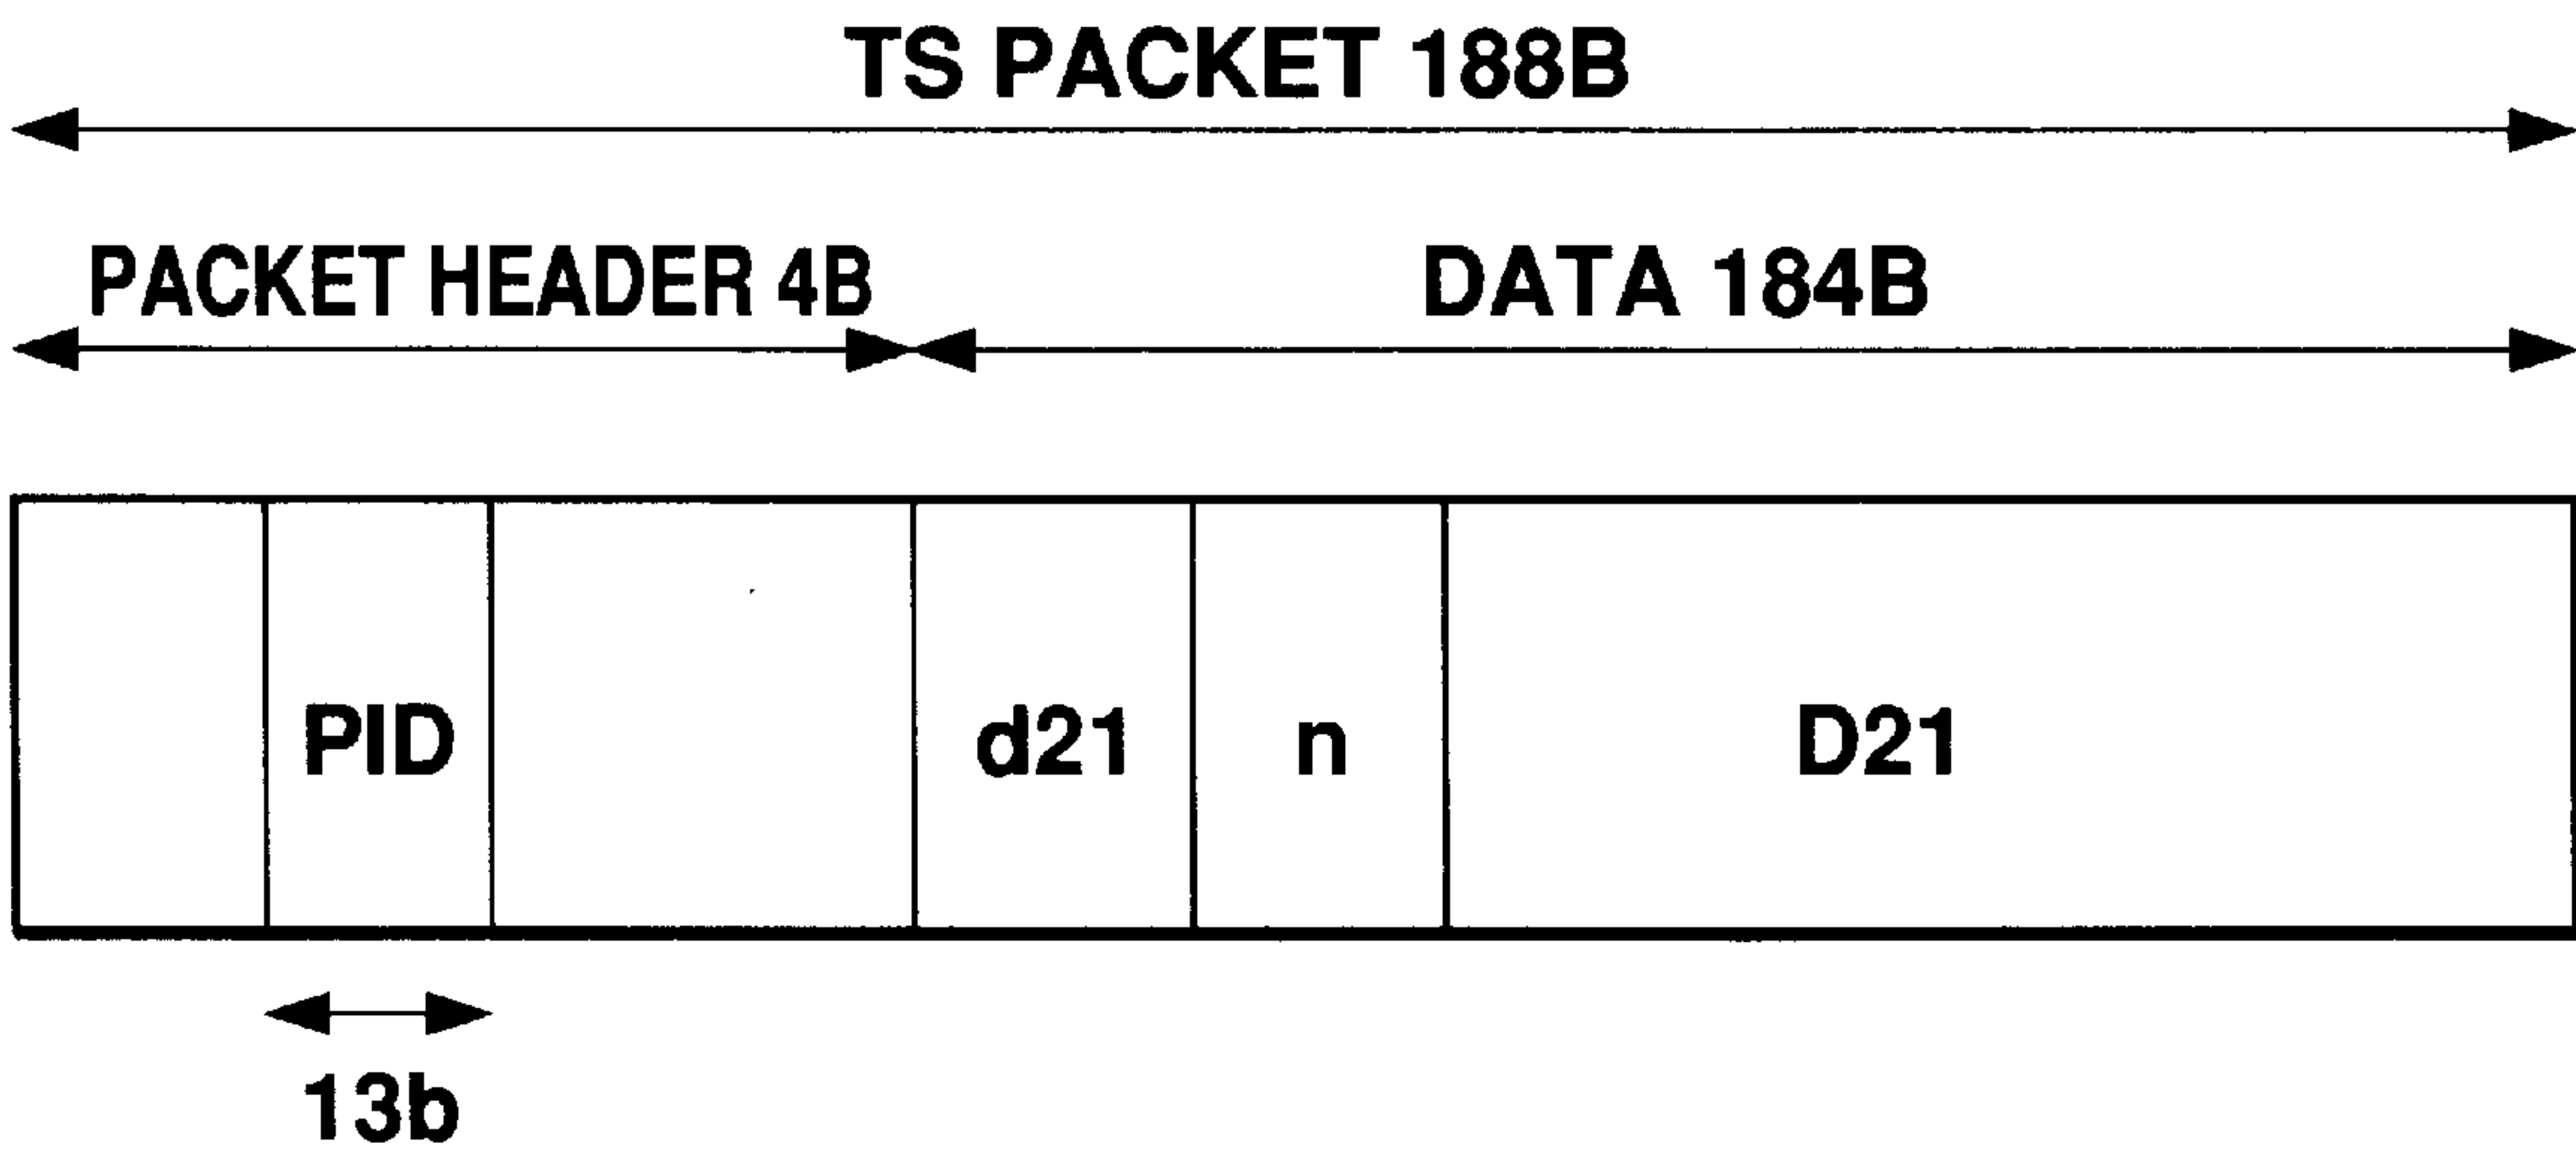 TS PACKET 188B
PACKET HEADER 4B DATA 184B
PID d21 n D21
13b